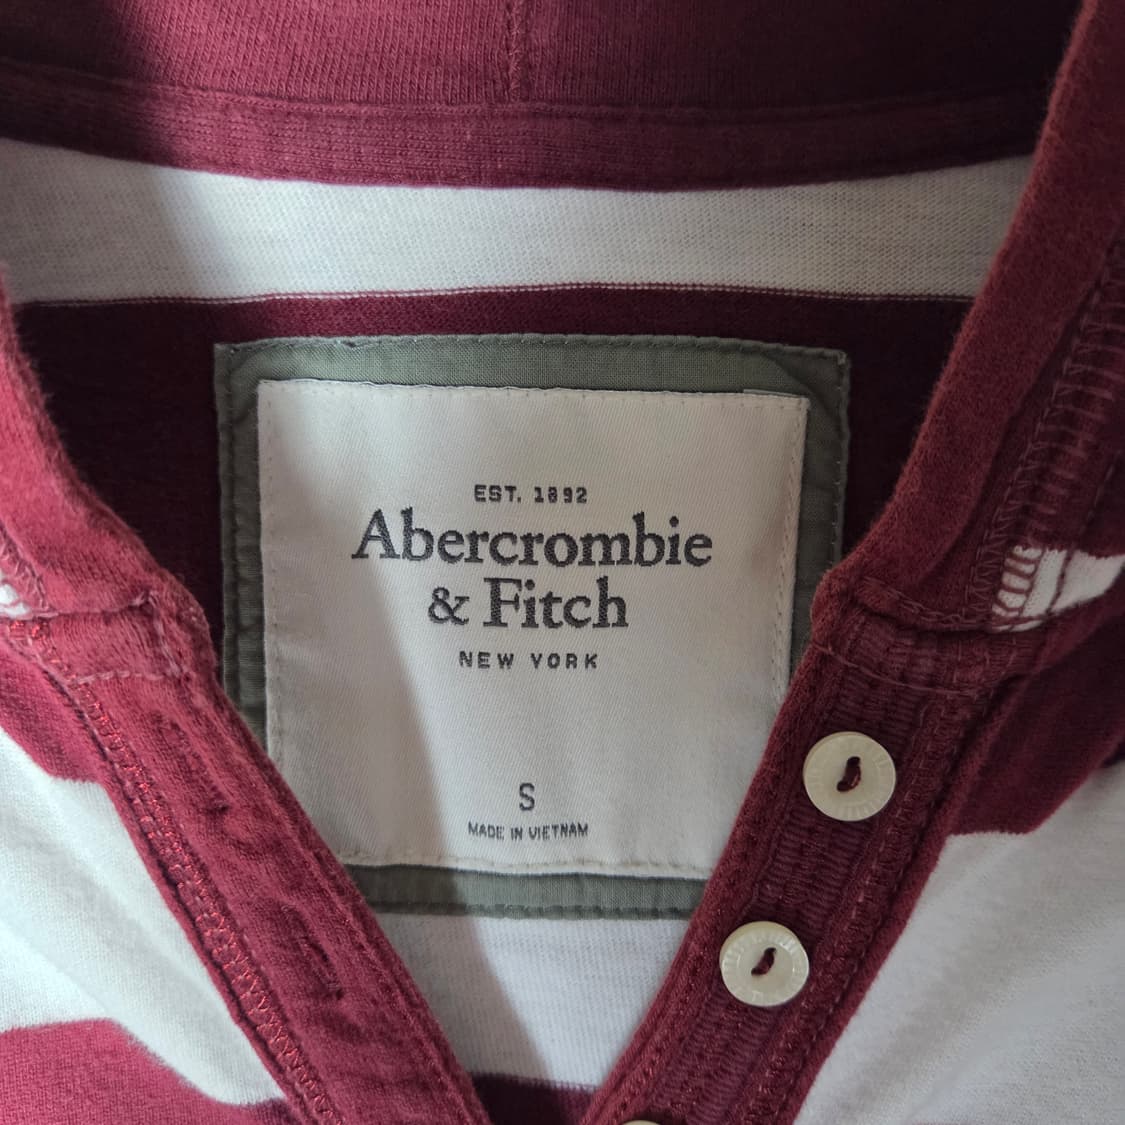 EST. 1892
Abercrombie
& Fitch
NEW YORK
S
MADE IN VIETNAM